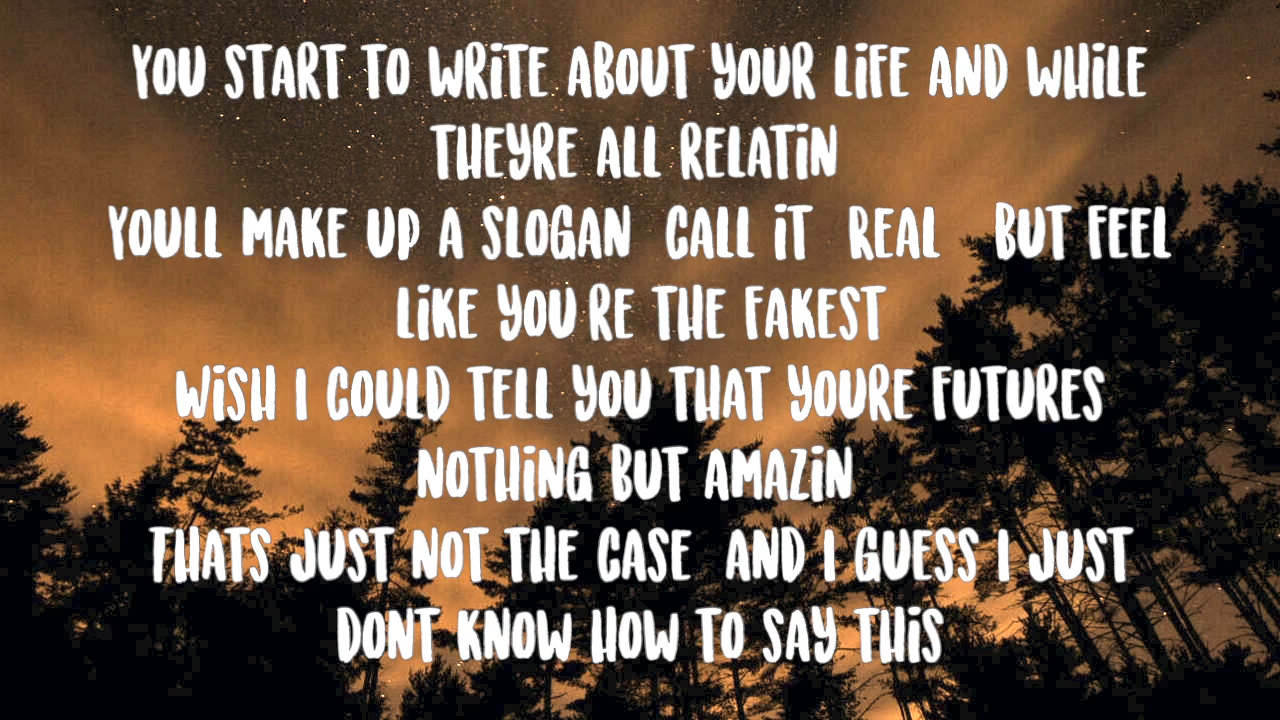 YOU START TO WRITE ABOUT YOUR LIFE AND WHILE
THEYRE ALL RELATIN
YOULL MAKE UP A SLOGAN CALL IT REAL BUT FEEL
LIKE YOU'RE THE FAKEST
WISH I COULD TELL YOU THAT YOURE FUTURES
NOTHING BUT AMAZIN
THATS JUST NOT THE CASE AND I GUESS I JUST
DONT KNOW HOW TO SAY THIS